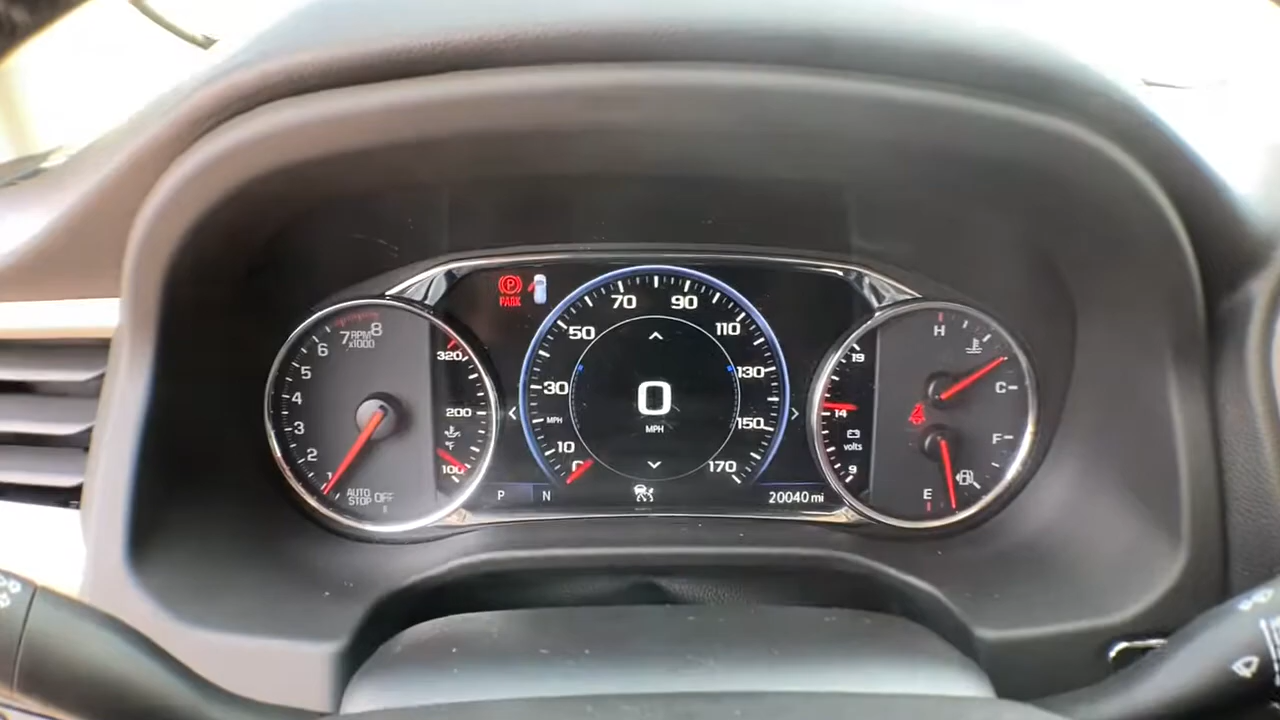 PARK
8
7 RPM
x1000
6
5
4
3
2
1
AUTO
STOP OFF
320
200
°F
100
70 90
50 110
30 130
MPH
150
10
0 170
0
MPH
P N
20040 mi
19
14
volts
9
H
C
F
E